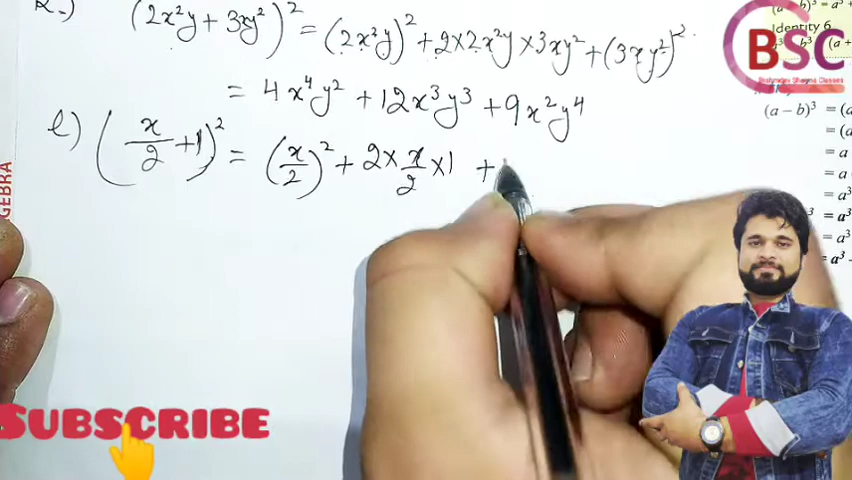 (2x²y + 3xy²)² = (2x²y)² + 2×2x²y×3xy² + (3xy²)²
= 4x⁴y² + 12x³y³ + 9x²y⁴
l) (x/2 + 1)² = (x/2)² + 2×x/2×1 +
EBRA
BSC
Identity 6
(a − b)³
SUBSCRIBE